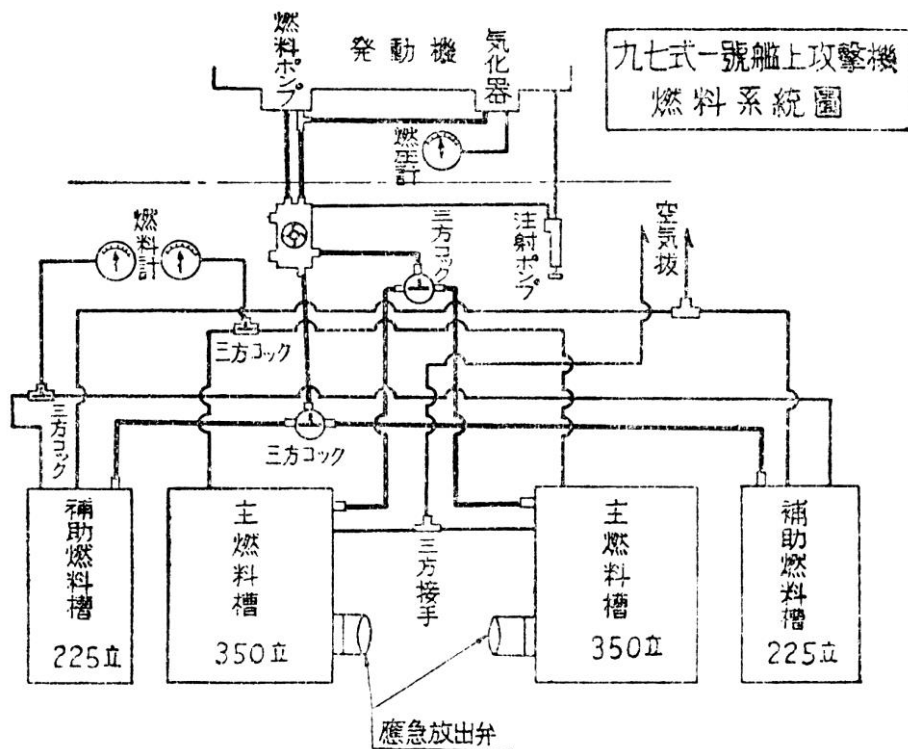 九七式一號艦上攻撃機
燃料系統圖
発動機
燃料ポンプ
気化器
燃圧計
燃料計
三方コック
注射ポンプ
空気抜
三方コック
三方コック
三方コック
補助燃料槽
225立
主燃料槽
350立
三方接手
主燃料槽
350立
補助燃料槽
225立
應急放出弁